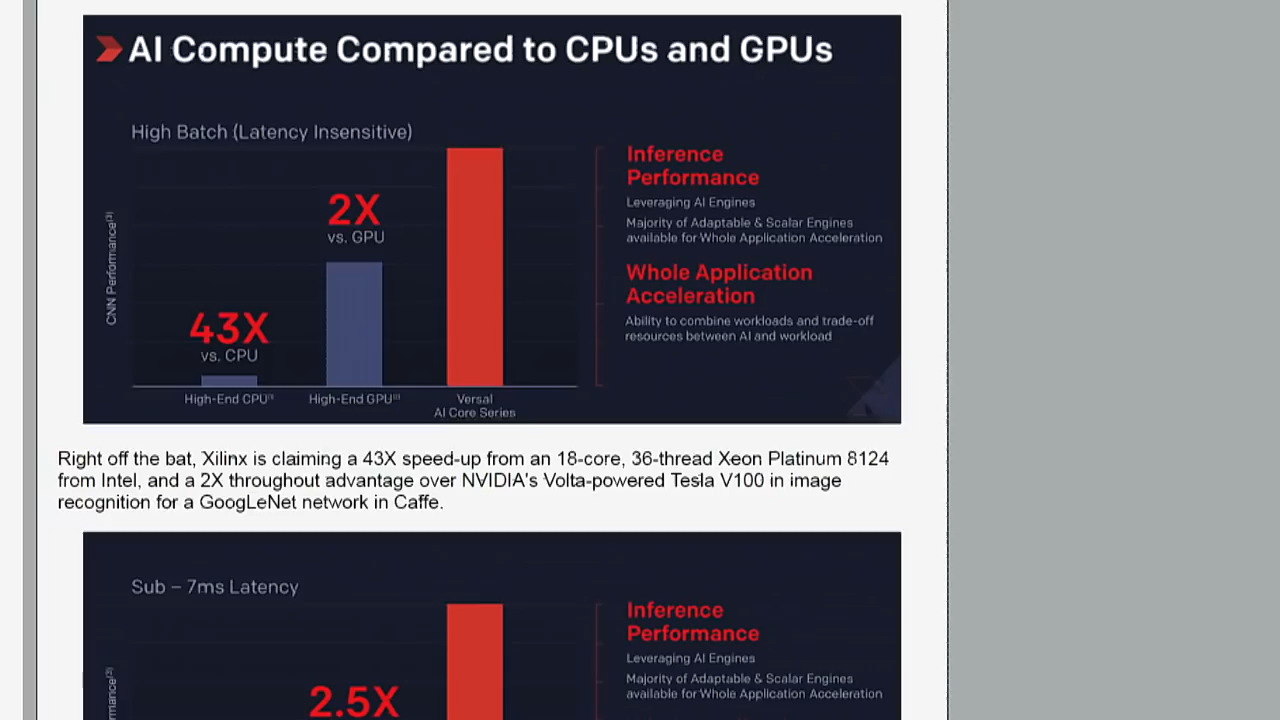 AI Compute Compared to CPUs and GPUs
High Batch (Latency Insensitive)
CNN Performance(3)
43X
vs. CPU
2X
vs. GPU
High-End CPU
High-End GPU
Versal
AI Core Series
Inference
Performance
Leveraging AI Engines
Majority of Adaptable & Scalar Engines
available for Whole Application Acceleration
Whole Application
Acceleration
Ability to combine workloads and trade-off
resources between AI and workload
Right off the bat, Xilinx is claiming a 43X speed-up from an 18-core, 36-thread Xeon Platinum 8124
from Intel, and a 2X throughout advantage over NVIDIA's Volta-powered Tesla V100 in image
recognition for a GoogLeNet network in Caffe.
Sub – 7ms Latency
2.5X
Inference
Performance
Leveraging AI Engines
Majority of Adaptable & Scalar Engines
available for Whole Application Acceleration